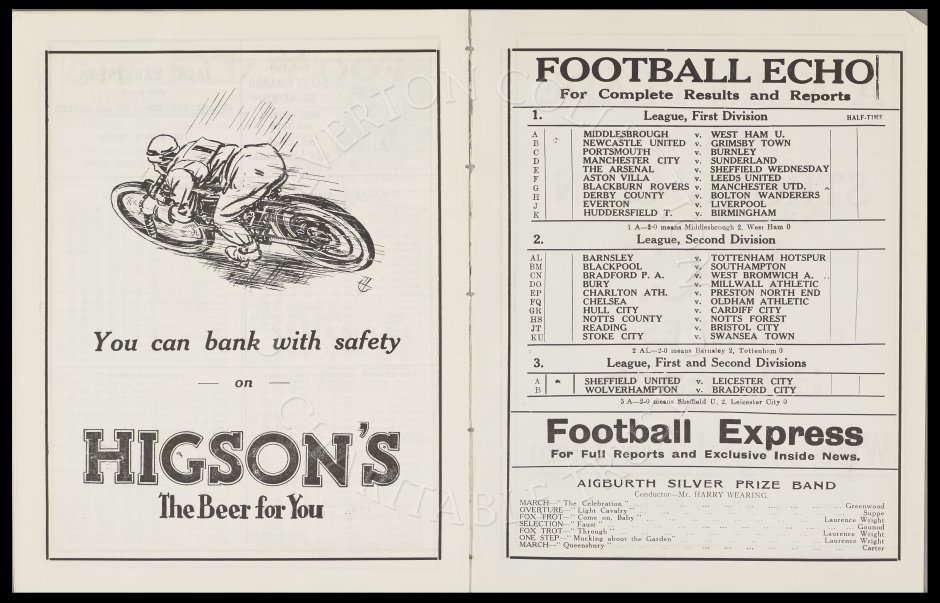 You can bank with safety
— on —
HIGSON'S
The Beer for You
FOOTBALL ECHO
For Complete Results and Reports
1. League, First Division HALF-TIME
A MIDDLESBROUGH v. WEST HAM U.
B NEWCASTLE UNITED v. GRIMSBY TOWN
C PORTSMOUTH v. BURNLEY
D MANCHESTER CITY v. SUNDERLAND
E THE ARSENAL v. SHEFFIELD WEDNESDAY
F ASTON VILLA v. LEEDS UNITED
G BLACKBURN ROVERS v. MANCHESTER UTD.
H DERBY COUNTY v. BOLTON WANDERERS
J EVERTON v. LIVERPOOL
K HUDDERSFIELD T. v. BIRMINGHAM
1 A—2-0 means Middlesbrough 2, West Ham 0
2. League, Second Division
AL BARNSLEY v. TOTTENHAM HOTSPUR
BM BLACKPOOL v. SOUTHAMPTON
CN BRADFORD P. A. v. WEST BROMWICH A.
DO BURY v. MILLWALL ATHLETIC
EP CHARLTON ATH. v. PRESTON NORTH END
FQ CHELSEA v. OLDHAM ATHLETIC
GR HULL CITY v. CARDIFF CITY
HS NOTTS COUNTY v. NOTTS FOREST
JT READING v. BRISTOL CITY
KU STOKE CITY v. SWANSEA TOWN
2 AL—2-0 means Barnsley 2, Tottenham 0
3. League, First and Second Divisions
A SHEFFIELD UNITED v. LEICESTER CITY
B WOLVERHAMPTON v. BRADFORD CITY
3 A—2-0 means Sheffield U. 2, Leicester City 0
Football Express
For Full Reports and Exclusive Inside News.
AIGBURTH SILVER PRIZE BAND
Conductor—Mr. HARRY WEARING.
MARCH—"The Celebration" ... Greenwood
OVERTURE—"Light Cavalry" ... Suppe
FOX TROT—"Come on, Baby" ... Laurence Wright
SELECTION—"Faust" ... Gounod
FOX TROT—"Through" ... Laurence Wright
ONE STEP—"Mucking about the Garden" ... Laurence Wright
MARCH—"Queensbury" ... Carter
EVERTON COLLECTION
CHARITABLE TRUST